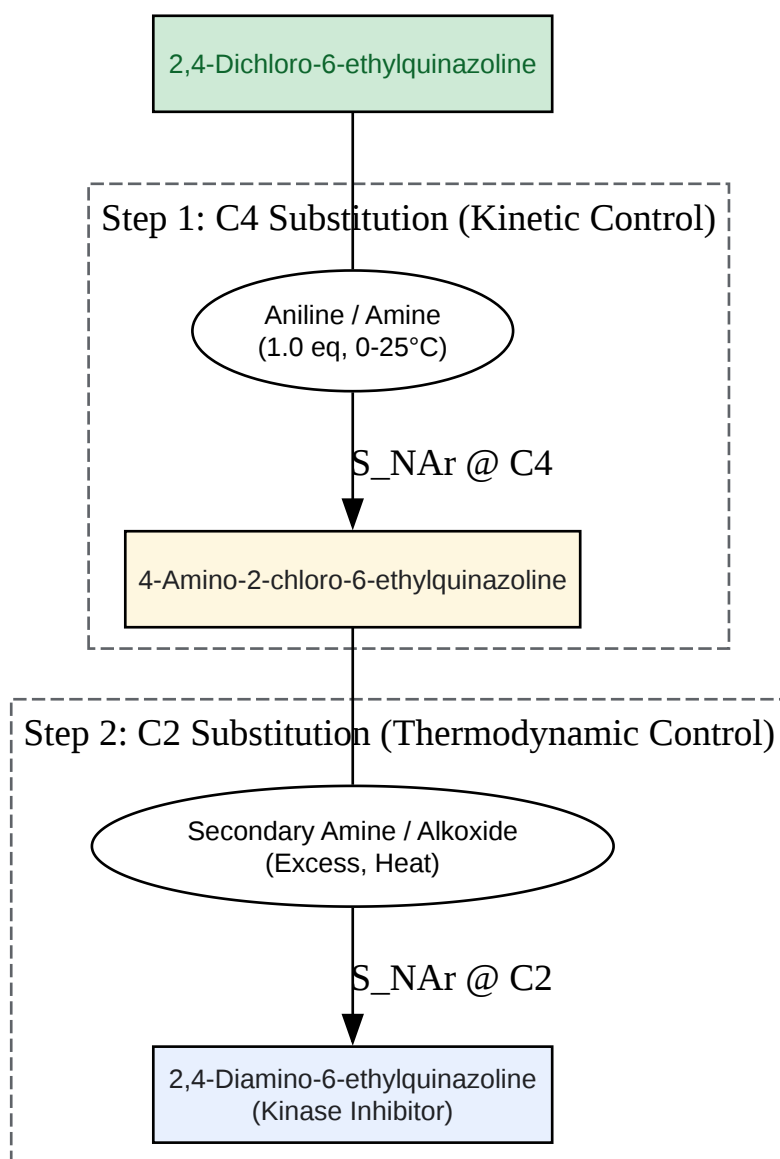 2,4-Dichloro-6-ethylquinazoline
Step 1: C4 Substitution (Kinetic Control)
Aniline / Amine
(1.0 eq, 0-25°C)
S_NAr @ C4
4-Amino-2-chloro-6-ethylquinazoline
Step 2: C2 Substitution (Thermodynamic Control)
Secondary Amine / Alkoxide
(Excess, Heat)
S_NAr @ C2
2,4-Diamino-6-ethylquinazoline
(Kinase Inhibitor)